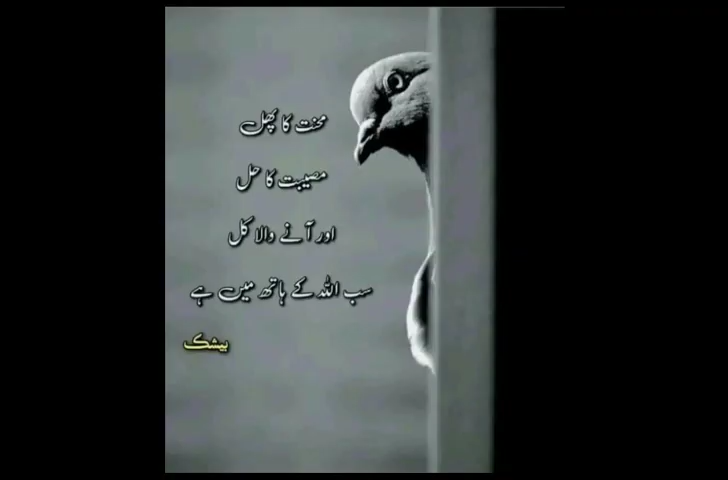 محنت کا پھل
مصیبت کا حل
اور آنے والا کل
سب اللہ کے ہاتھ میں ہے
بیشک